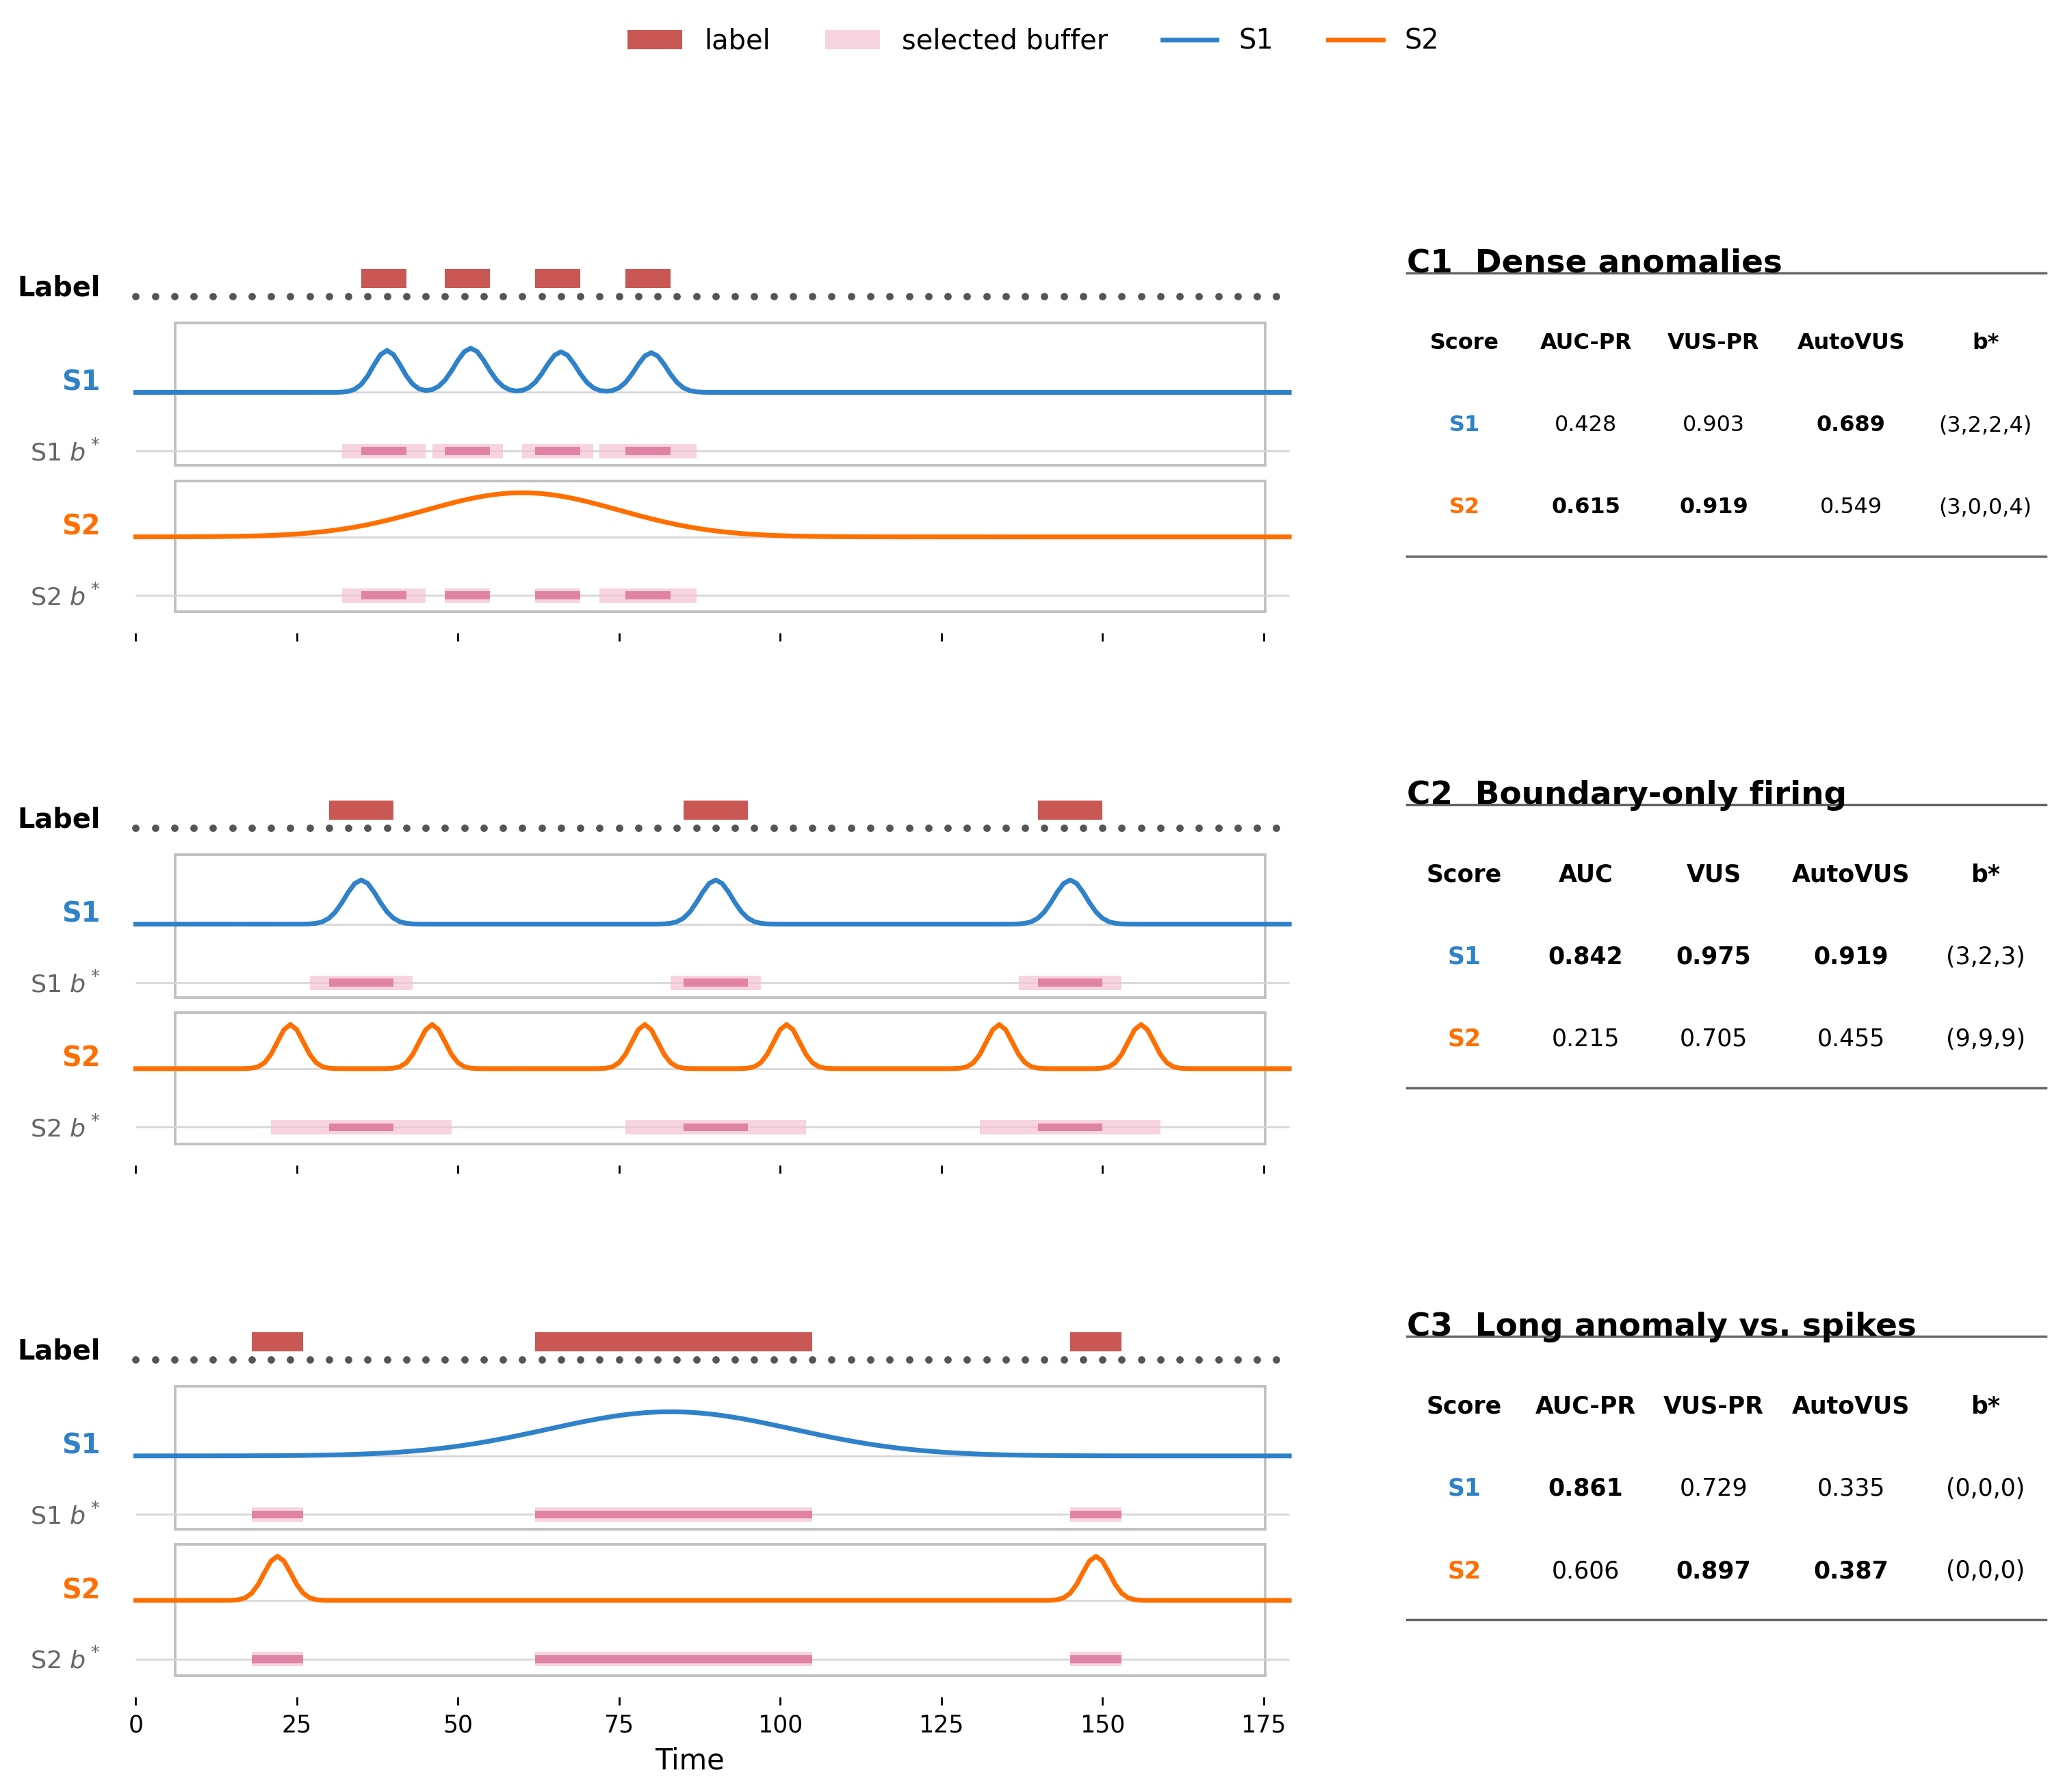 label selected buffer S1 S2
C1 Dense anomalies
Label
S1
S1 b*
S2
S2 b*
Score AUC-PR VUS-PR AutoVUS b*
S1 0.428 0.903 0.689 (3,2,2,4)
S2 0.615 0.919 0.549 (3,0,0,4)
C2 Boundary-only firing
Label
S1
S1 b*
S2
S2 b*
Score AUC VUS AutoVUS b*
S1 0.842 0.975 0.919 (3,2,3)
S2 0.215 0.705 0.455 (9,9,9)
C3 Long anomaly vs. spikes
Label
S1
S1 b*
S2
S2 b*
Score AUC-PR VUS-PR AutoVUS b*
S1 0.861 0.729 0.335 (0,0,0)
S2 0.606 0.897 0.387 (0,0,0)
0 25 50 75 100 125 150 175
Time